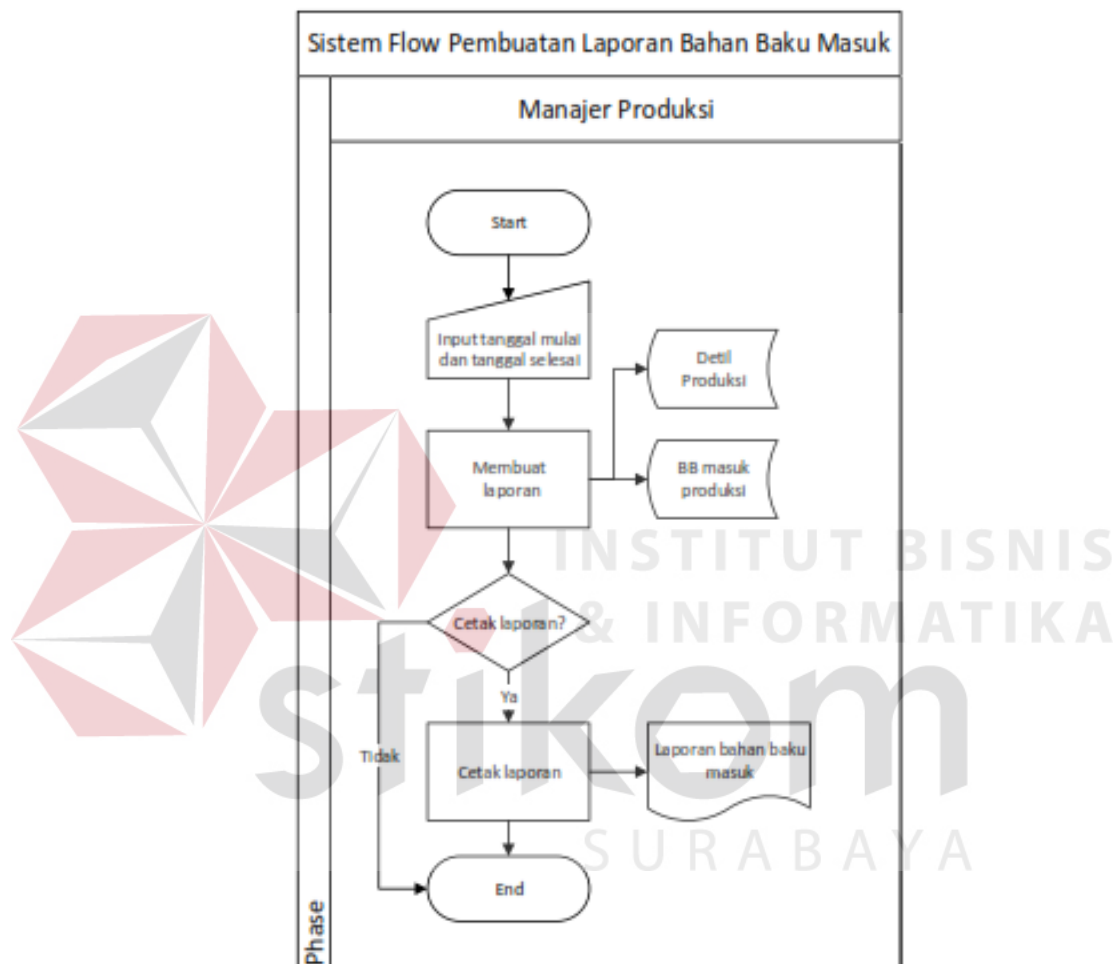 Sistem Flow Pembuatan Laporan Bahan Baku Masuk
Manajer Produksi
Phase
Start
Input tanggal mulai
dan tanggal selesai
Detil
Produksi
Membuat
laporan
BB masuk
produksi
Cetak laporan?
Ya
Tidak
Cetak laporan
Laporan bahan baku
masuk
End
INSTITUT BISNIS
& INFORMATIKA
stikom
SURABAYA